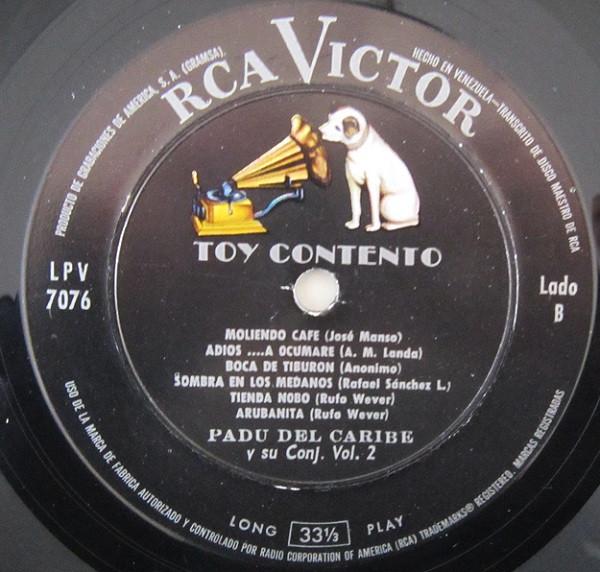 PRODUCTO DE GRABACIONES DE AMERICA, S. A. (GRAMSA).
RCA VICTOR
HECHO EN VENEZUELA—TRANSCRITO DE DISCO MAESTRO DE RCA
TOY CONTENTO
LPV
7076
Lado
B
MOLIENDO CAFE (José Manso)
ADIOS ....A OCUMARE (A. M. Landa)
BOCA DE TIBURON (Anonimo)
SOMBRA EN LOS MEDANOS (Rafael Sánchez L.)
TIENDA NOBO (Rufo Wever)
ARUBANITA (Rufo Wever)
PADU DEL CARIBE
y su Conj. Vol. 2
LONG 33⅓ PLAY
USO DE LA MARCA DE FABRICA AUTORIZADO Y CONTROLADO POR RADIO CORPORATION OF AMERICA (RCA) TRADEMARKS® REGISTERED. MARCAS REGISTRADAS